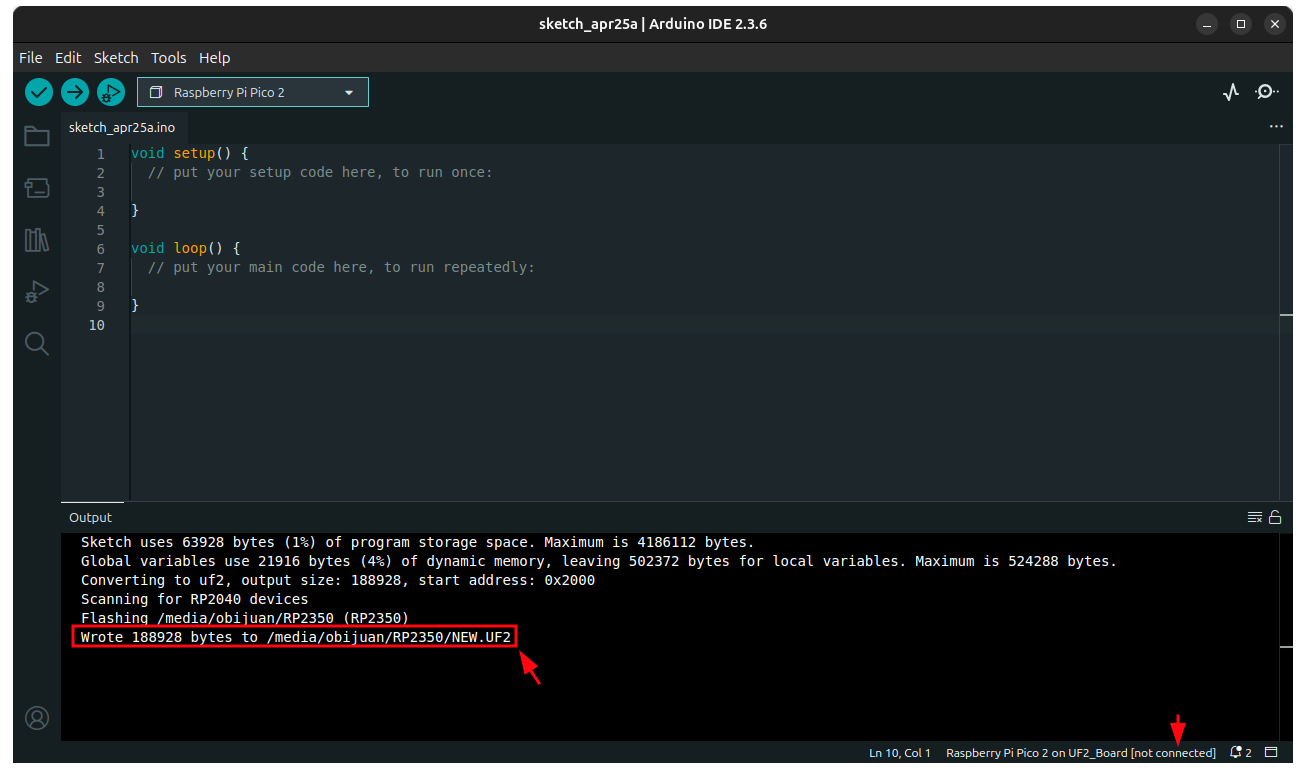 sketch_apr25a | Arduino IDE 2.3.6
File Edit Sketch Tools Help
Raspberry Pi Pico 2
sketch_apr25a.ino
1 void setup() {
2 // put your setup code here, to run once:
3
4 }
5
6 void loop() {
7 // put your main code here, to run repeatedly:
8
9 }
10
Output
Sketch uses 63928 bytes (1%) of program storage space. Maximum is 4186112 bytes.
Global variables use 21916 bytes (4%) of dynamic memory, leaving 502372 bytes for local variables. Maximum is 524288 bytes.
Converting to uf2, output size: 188928, start address: 0x2000
Scanning for RP2040 devices
Flashing /media/obijuan/RP2350 (RP2350)
Wrote 188928 bytes to /media/obijuan/RP2350/NEW.UF2
Ln 10, Col 1 Raspberry Pi Pico 2 on UF2_Board [not connected] 2